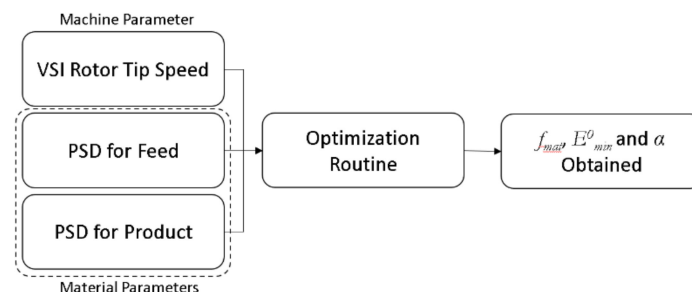 Machine Parameter
VSI Rotor Tip Speed
PSD for Feed
PSD for Product
Material Parameters
Optimization
Routine
f_mat, E^0_min and α
Obtained